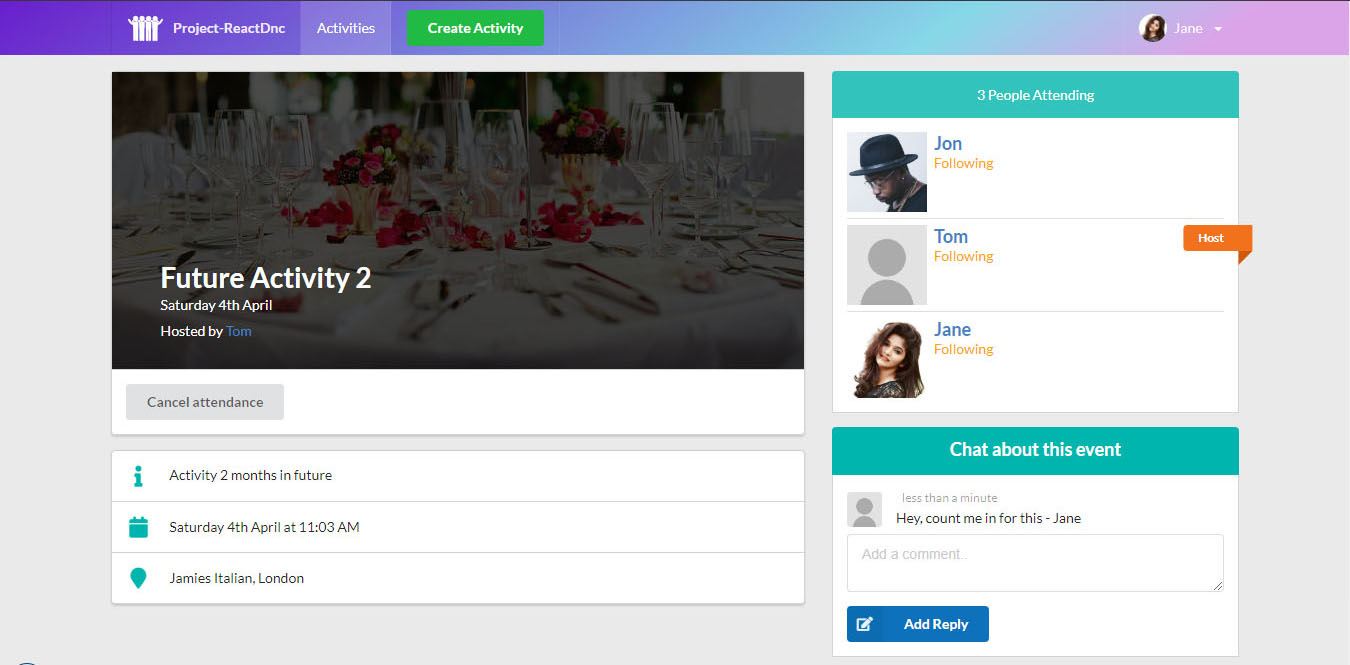 Project-ReactDnc
Activities
Create Activity
Jane
Future Activity 2
Saturday 4th April
Hosted by Tom
Cancel attendance
Activity 2 months in future
Saturday 4th April at 11:03 AM
Jamies Italian, London
3 People Attending
Jon
Following
Tom
Following
Host
Jane
Following
Chat about this event
less than a minute
Hey, count me in for this - Jane
Add a comment..
Add Reply